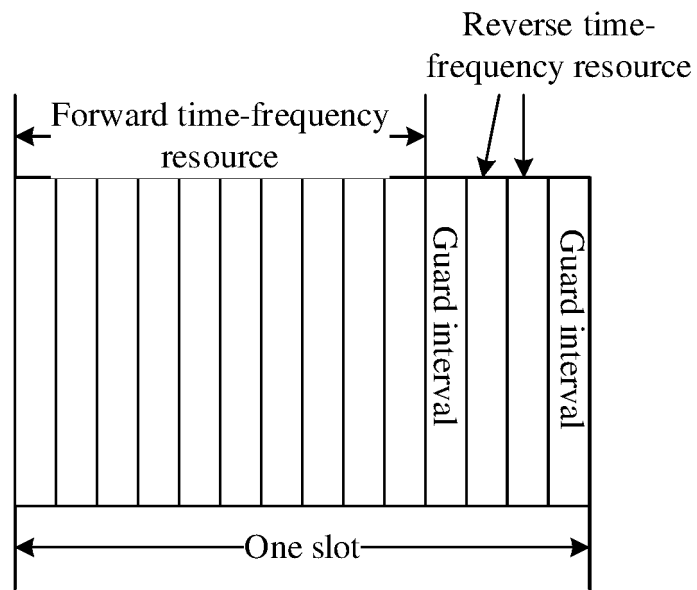 Reverse time-
frequency resource
Forward time-frequency
resource
Guard interval
Guard interval
One slot